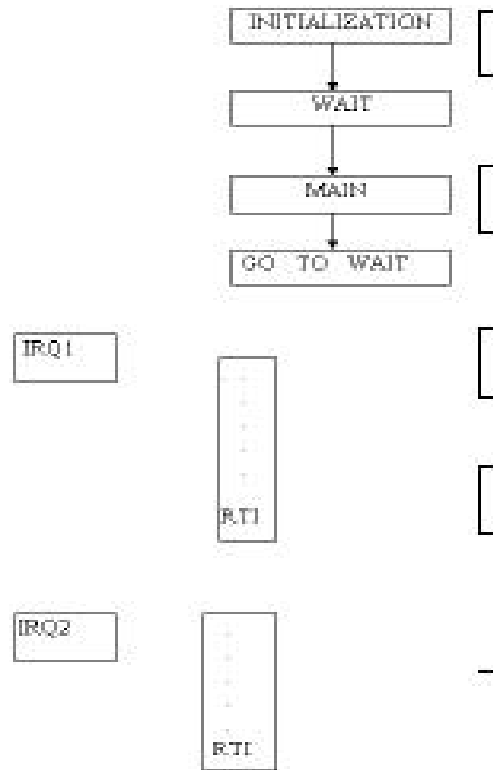 INITIALIZATION
WAIT
MAIN
GO TO WAIT
IRQ1
RTI
IRQ2
RTI